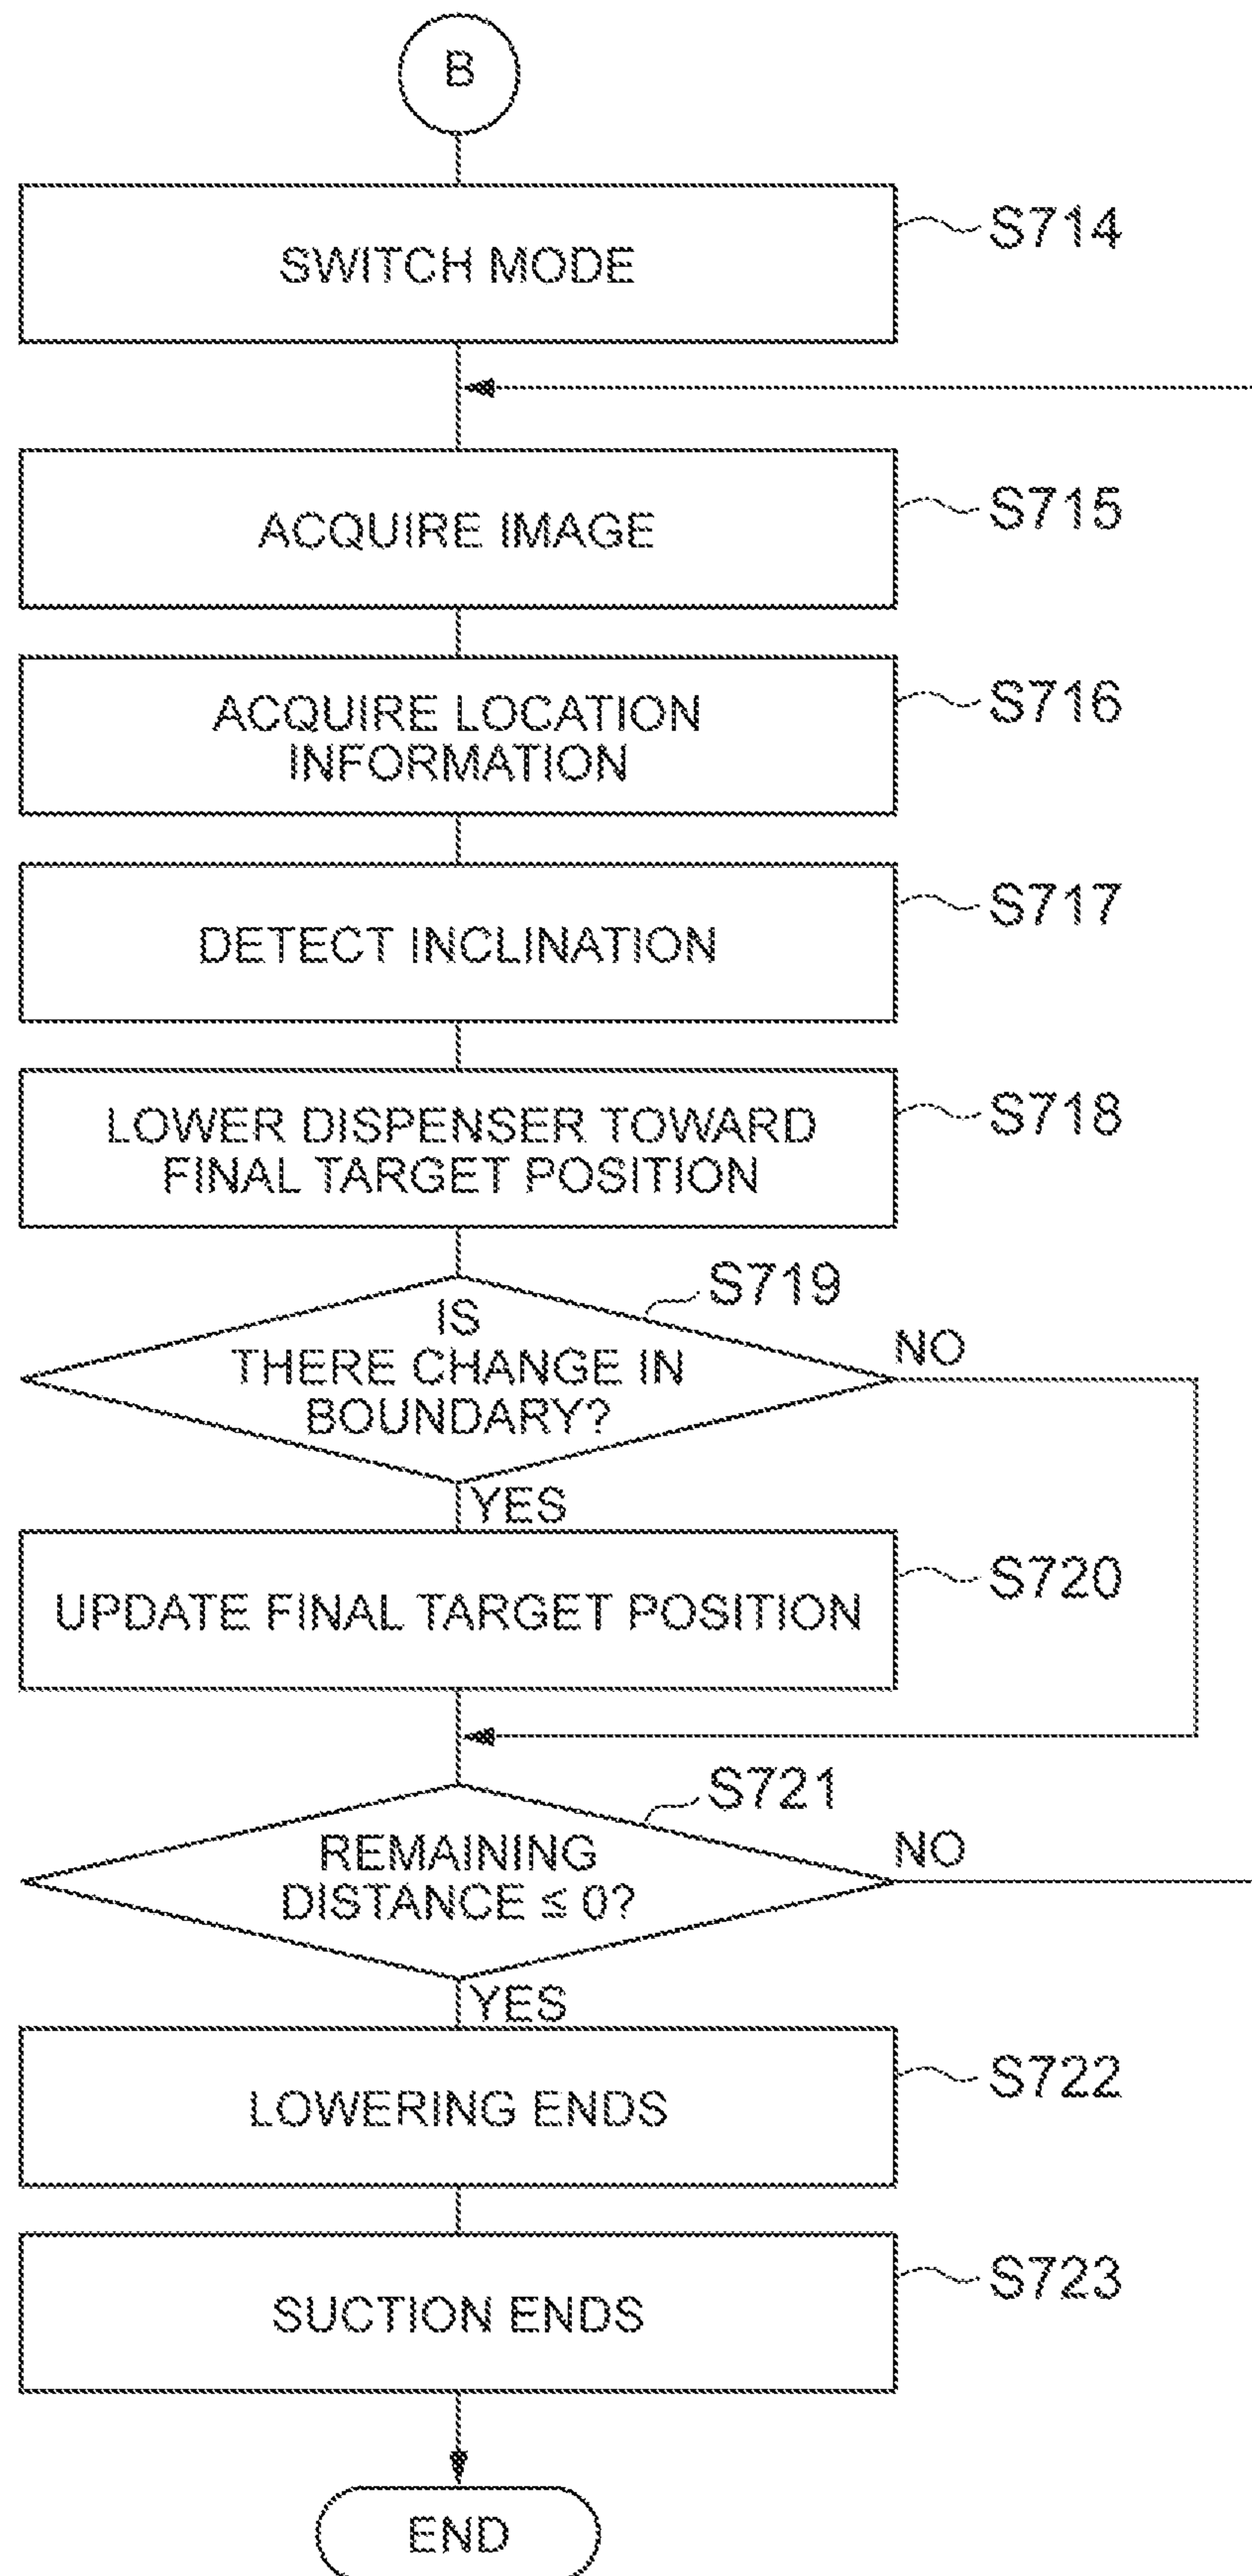 B
SWITCH MODE
S714
ACQUIRE IMAGE
S715
ACQUIRE LOCATION
INFORMATION
S716
DETECT INCLINATION
S717
LOWER DISPENSER TOWARD
FINAL TARGET POSITION
S718
IS
THERE CHANGE IN
BOUNDARY?
S719
NO
YES
UPDATE FINAL TARGET POSITION
S720
REMAINING
DISTANCE ≤ 0?
S721
NO
YES
LOWERING ENDS
S722
SUCTION ENDS
S723
END